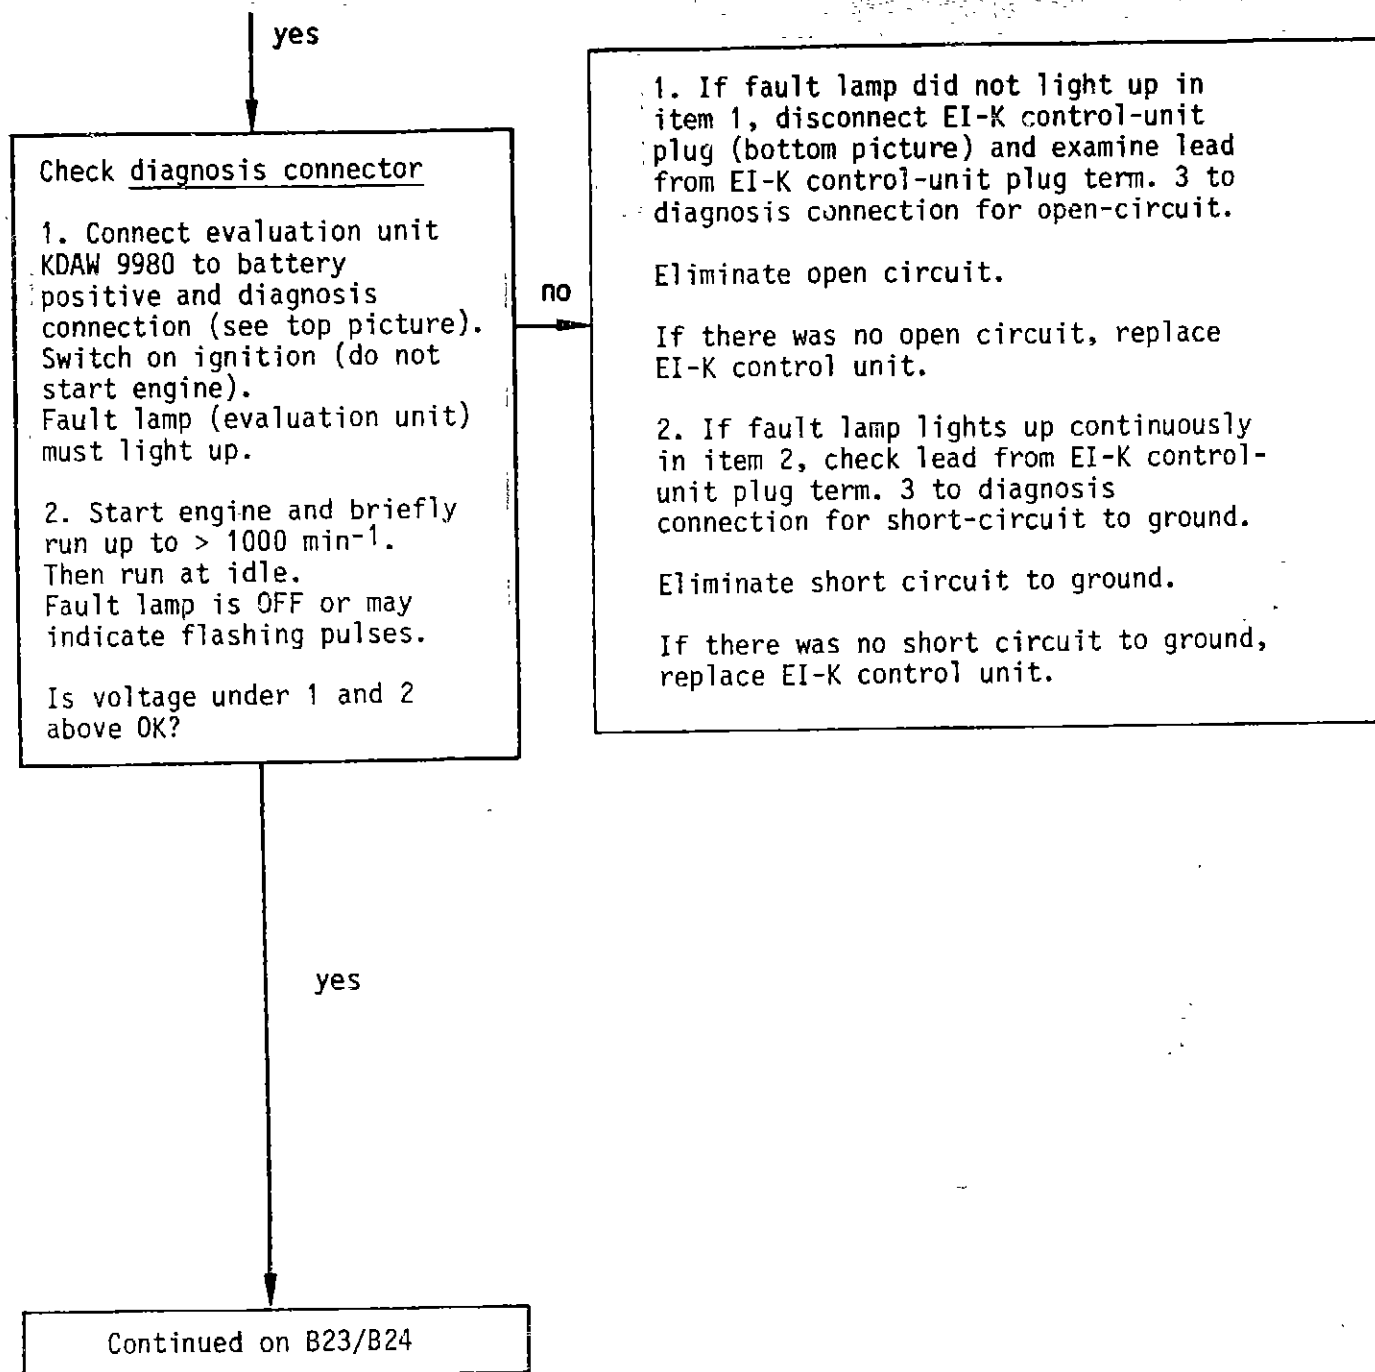 yes
Check diagnosis connector
1. Connect evaluation unit
KDAW 9980 to battery
positive and diagnosis
connection (see top picture).
Switch on ignition (do not
start engine).
Fault lamp (evaluation unit)
must light up.
2. Start engine and briefly
run up to > 1000 min-1.
Then run at idle.
Fault lamp is OFF or may
indicate flashing pulses.
Is voltage under 1 and 2
above OK?
no
1. If fault lamp did not light up in
item 1, disconnect EI-K control-unit
plug (bottom picture) and examine lead
from EI-K control-unit plug term. 3 to
diagnosis connection for open-circuit.
Eliminate open circuit.
If there was no open circuit, replace
EI-K control unit.
2. If fault lamp lights up continuously
in item 2, check lead from EI-K control-
unit plug term. 3 to diagnosis
connection for short-circuit to ground.
Eliminate short circuit to ground.
If there was no short circuit to ground,
replace EI-K control unit.
yes
Continued on B23/B24